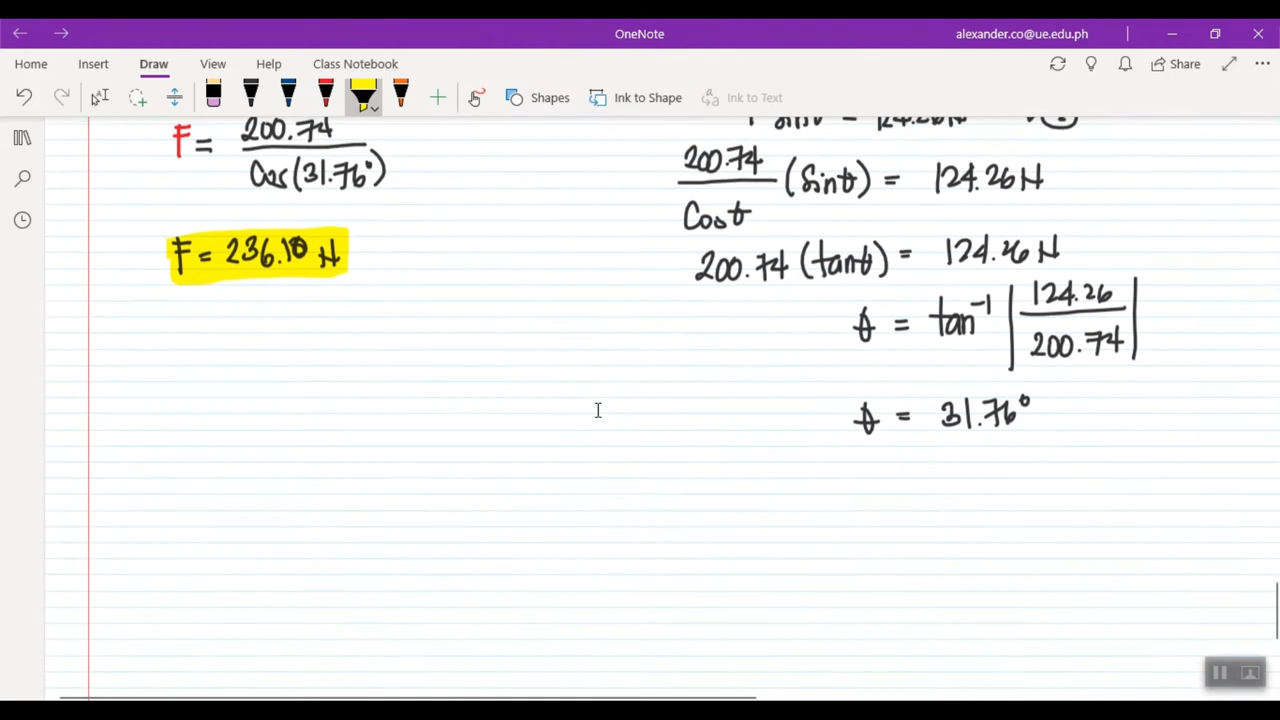 OneNote
alexander.co@ue.edu.ph
Home Insert Draw View Help Class Notebook
Share
Shapes Ink to Shape Ink to Text
F = 200.74
Cos(31.76°)
F = 236.10 N
= 124.26 N
200.74 (Sinθ) = 124.26 N
Cosθ
200.74 (tanθ) = 124.26 N
θ = tan⁻¹ | 124.26 |
200.74
θ = 31.76°